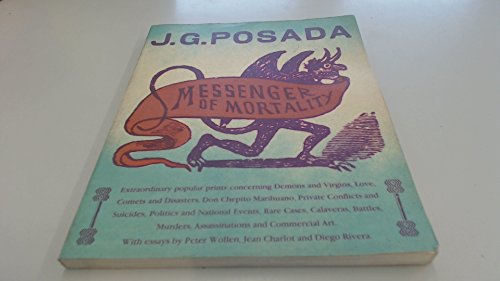 J.G.POSADA
MESSENGER
OF MORTALITY
Extraordinary popular prints concerning Demons and Virgins, Love,
Comets and Disasters, Don Chepito Marihuano, Private Conflicts and
Suicides, Politics and National Events, Rare Cases, Calaveras, Battles,
Murders, Assassinations and Commercial Art.
With essays by Peter Wollen, Jean Charlot and Diego Rivera.